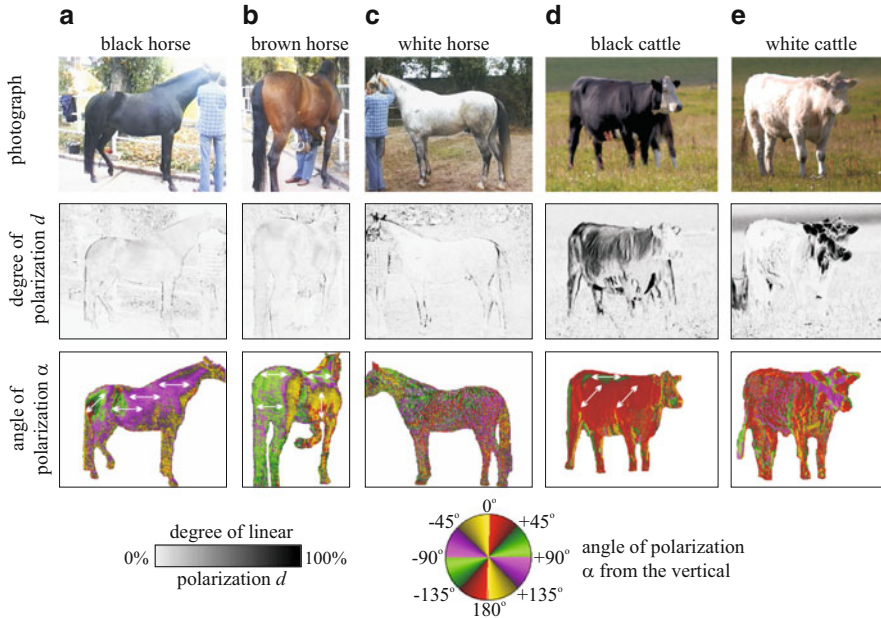 a b c d e
black horse brown horse white horse black cattle white cattle
photograph
degree of
polarization d
angle of
polarization α
degree of linear
0% 100%
polarization d
0°
-45° +45°
-90° +90°
-135° +135°
180°
angle of polarization
α from the vertical